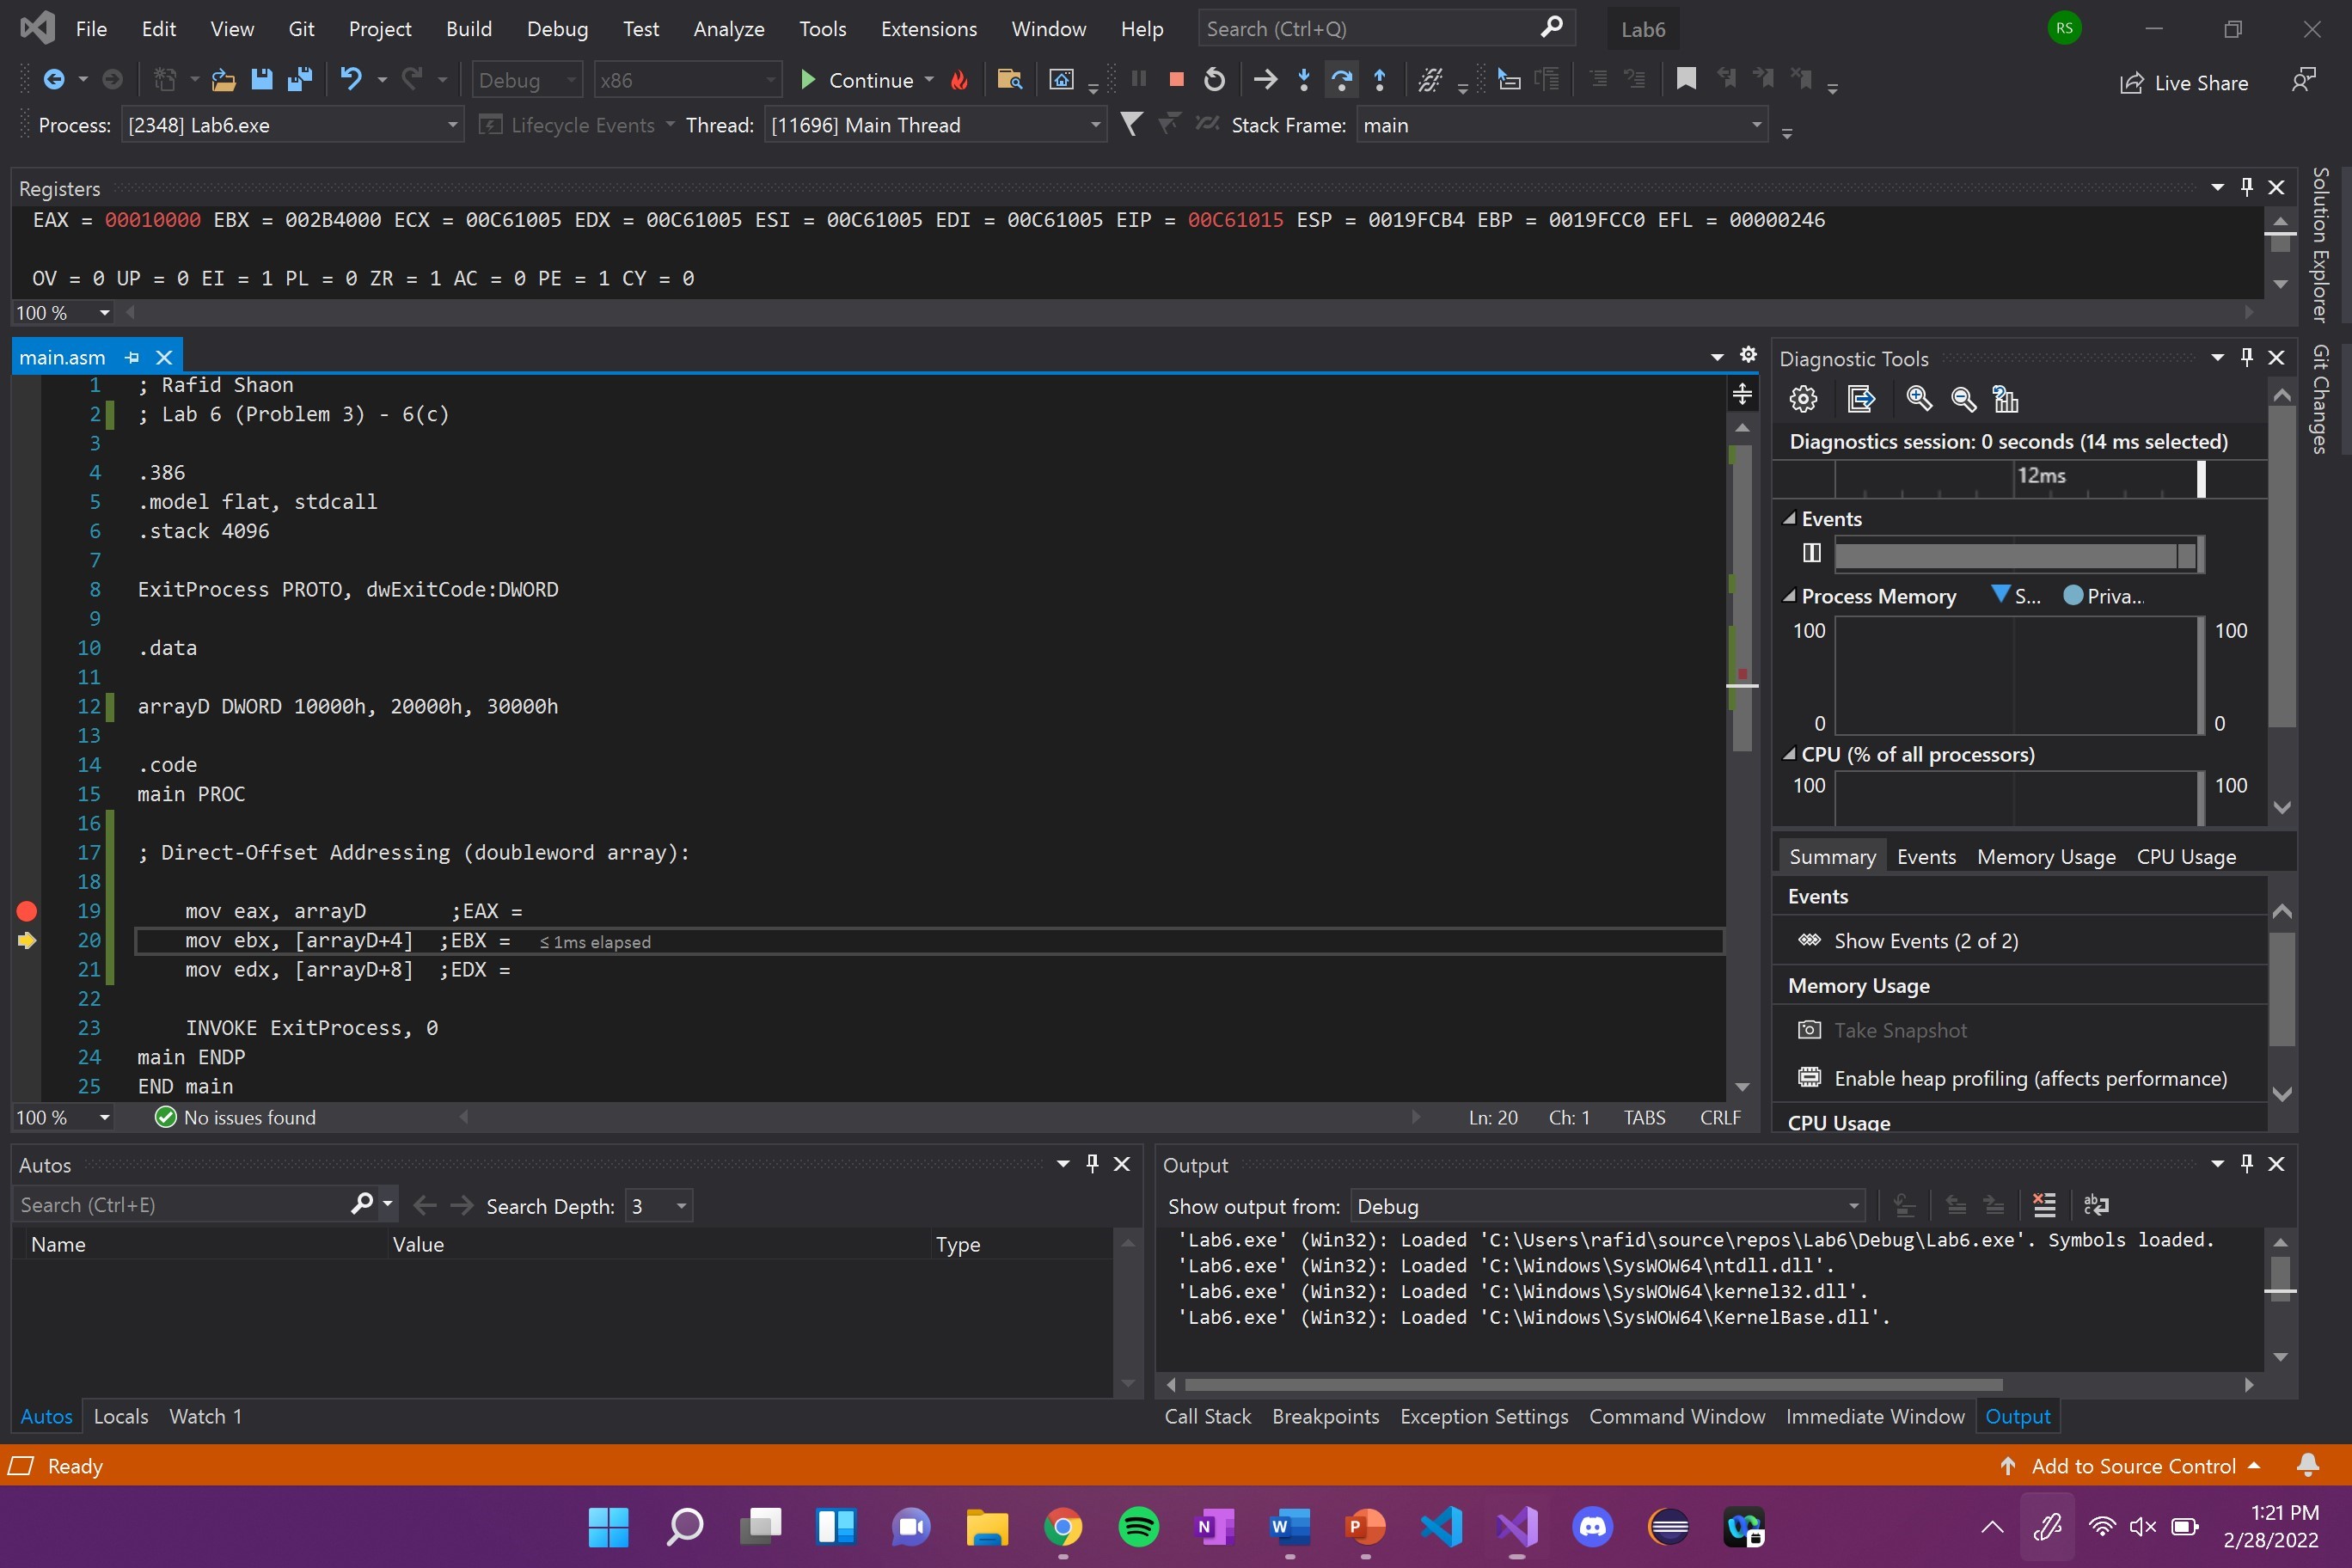 File Edit View Git Project Build Debug Test Analyze Tools Extensions Window Help Search (Ctrl+Q) Lab6 RS
Debug x86 Continue Live Share
Process: [2348] Lab6.exe Lifecycle Events Thread: [11696] Main Thread Stack Frame: main
Registers
EAX = 00010000 EBX = 002B4000 ECX = 00C61005 EDX = 00C61005 ESI = 00C61005 EDI = 00C61005 EIP = 00C61015 ESP = 0019FCB4 EBP = 0019FCC0 EFL = 00000246
OV = 0 UP = 0 EI = 1 PL = 0 ZR = 1 AC = 0 PE = 1 CY = 0
100 %
Solution Explorer
Git Changes
main.asm
1 ; Rafid Shaon
2 ; Lab 6 (Problem 3) - 6(c)
3
4 .386
5 .model flat, stdcall
6 .stack 4096
7
8 ExitProcess PROTO, dwExitCode:DWORD
9
10 .data
11
12 arrayD DWORD 10000h, 20000h, 30000h
13
14 .code
15 main PROC
16
17 ; Direct-Offset Addressing (doubleword array):
18
19 mov eax, arrayD ;EAX =
20 mov ebx, [arrayD+4] ;EBX = ≤ 1ms elapsed
21 mov edx, [arrayD+8] ;EDX =
22
23 INVOKE ExitProcess, 0
24 main ENDP
25 END main
100 % No issues found Ln: 20 Ch: 1 TABS CRLF
Diagnostic Tools
Diagnostics session: 0 seconds (14 ms selected)
12ms
Events
Process Memory S... Priva...
100 100
0 0
CPU (% of all processors)
100 100
Summary Events Memory Usage CPU Usage
Events
Show Events (2 of 2)
Memory Usage
Take Snapshot
Enable heap profiling (affects performance)
CPU Usage
Autos
Search (Ctrl+E) Search Depth: 3
Name Value Type
Autos Locals Watch 1
Output
Show output from: Debug
'Lab6.exe' (Win32): Loaded 'C:\Users\rafid\source\repos\Lab6\Debug\Lab6.exe'. Symbols loaded.
'Lab6.exe' (Win32): Loaded 'C:\Windows\SysWOW64\ntdll.dll'.
'Lab6.exe' (Win32): Loaded 'C:\Windows\SysWOW64\kernel32.dll'.
'Lab6.exe' (Win32): Loaded 'C:\Windows\SysWOW64\KernelBase.dll'.
Call Stack Breakpoints Exception Settings Command Window Immediate Window Output
Ready Add to Source Control
1:21 PM
2/28/2022